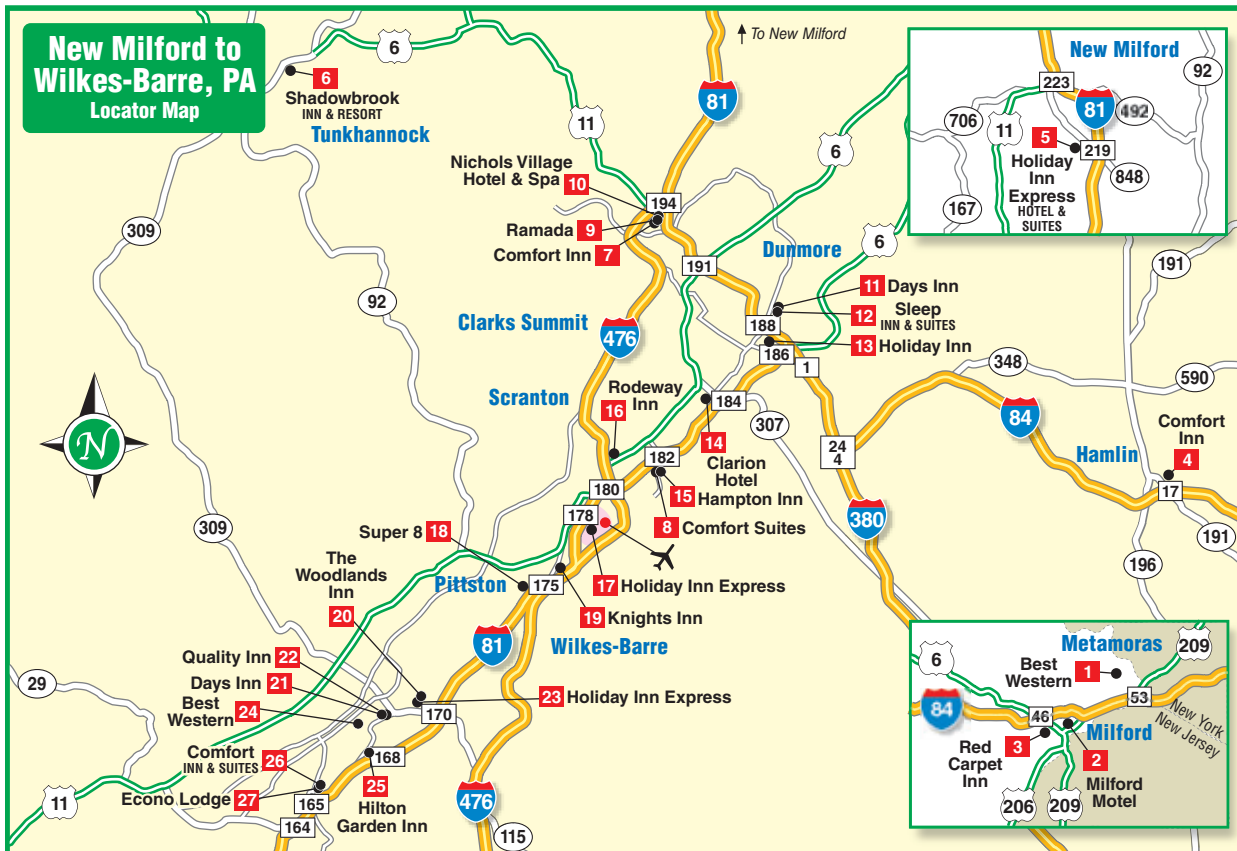 New Milford to
Wilkes-Barre, PA
Locator Map
6
6
Shadowbrook
INN & RESORT
Tunkhannock
To New Milford
81
11
6
Nichols Village
Hotel & Spa
10
194
Ramada 9
Comfort Inn 7
309
92
191
Dunmore
6
11 Days Inn
12 Sleep
INN & SUITES
188
13 Holiday Inn
186
1
Clarks Summit
476
Scranton
Rodeway
Inn
16
184
307
14
Clarion
Hotel
182
15 Hampton Inn
8 Comfort Suites
180
178
N
348
590
191
84
24
4
Hamlin
Comfort
Inn
4
17
191
196
380
309
Super 8 18
The
Woodlands
Inn
20
Pittston
175
17 Holiday Inn Express
19 Knights Inn
81
Wilkes-Barre
29
Quality Inn 22
Days Inn 21
Best
Western 24
23 Holiday Inn Express
170
Comfort
INN & SUITES
26
168
25
Hilton
Garden Inn
Econo Lodge 27
165
164
11
476
115
New Milford
92
223
81
492
706
11
5
219
Holiday
Inn
Express
HOTEL &
SUITES
848
167
Metamoras
209
6
Best
Western
1
53
84
46
New York
New Jersey
Milford
3
Red
Carpet
Inn
2
Milford
Motel
206
209